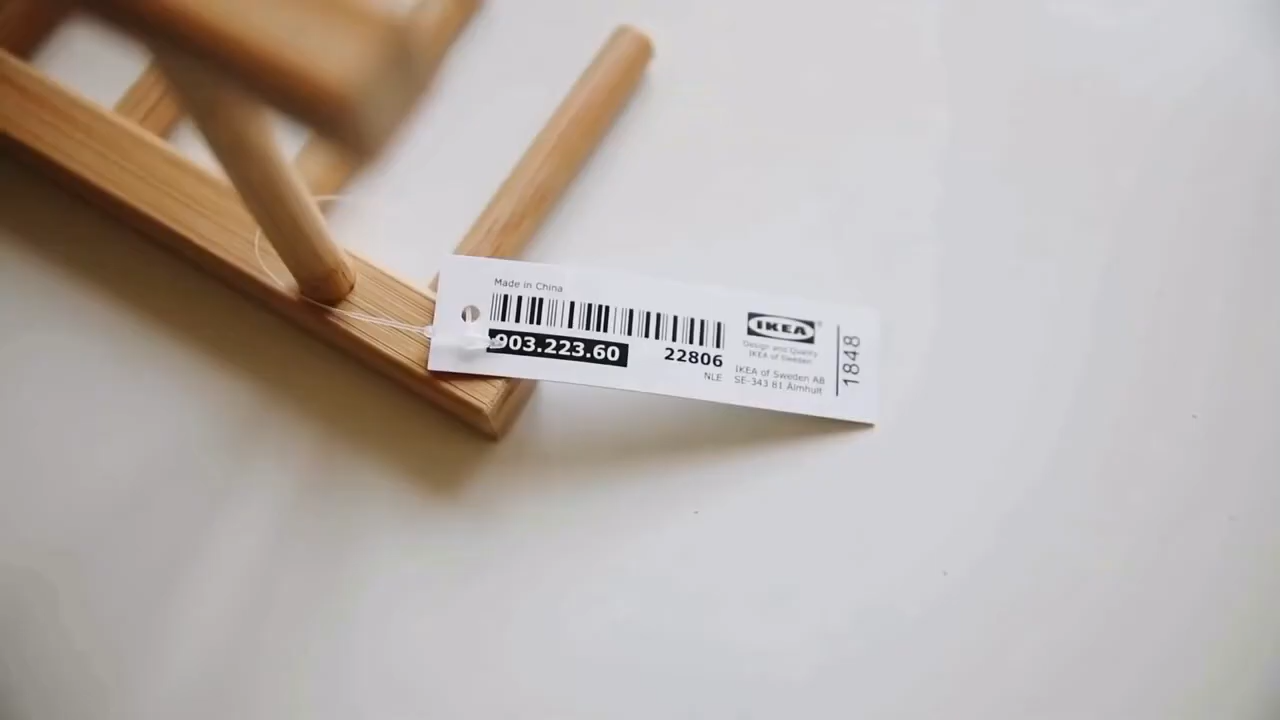 Made in China
903.223.60
22806
NLE
IKEA
Design and Quality
IKEA of Sweden
IKEA of Sweden AB
SE-343 81 Älmhult
1848